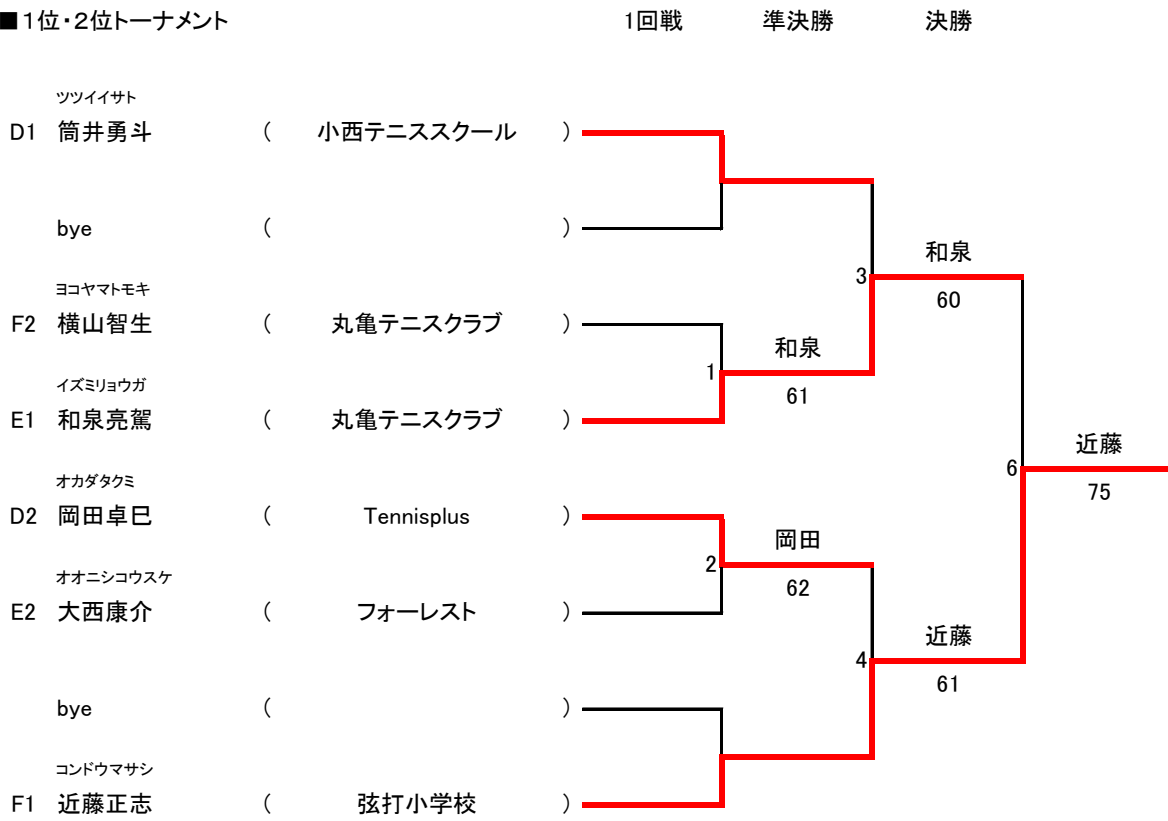 ■1位・2位トーナメント 1回戦 準決勝 決勝
ツツイイサト
D1 筒井勇斗 ( 小西テニススクール )
bye ( )
和泉
3
60
ヨコヤマトモキ
F2 横山智生 ( 丸亀テニスクラブ )
和泉
1
61
イズミリョウガ
E1 和泉亮駕 ( 丸亀テニスクラブ )
近藤
6
75
オカダタクミ
D2 岡田卓巳 ( Tennisplus )
岡田
2
62
オオニシコウスケ
E2 大西康介 ( フォーレスト )
近藤
4
61
bye ( )
コンドウマサシ
F1 近藤正志 ( 弦打小学校 )